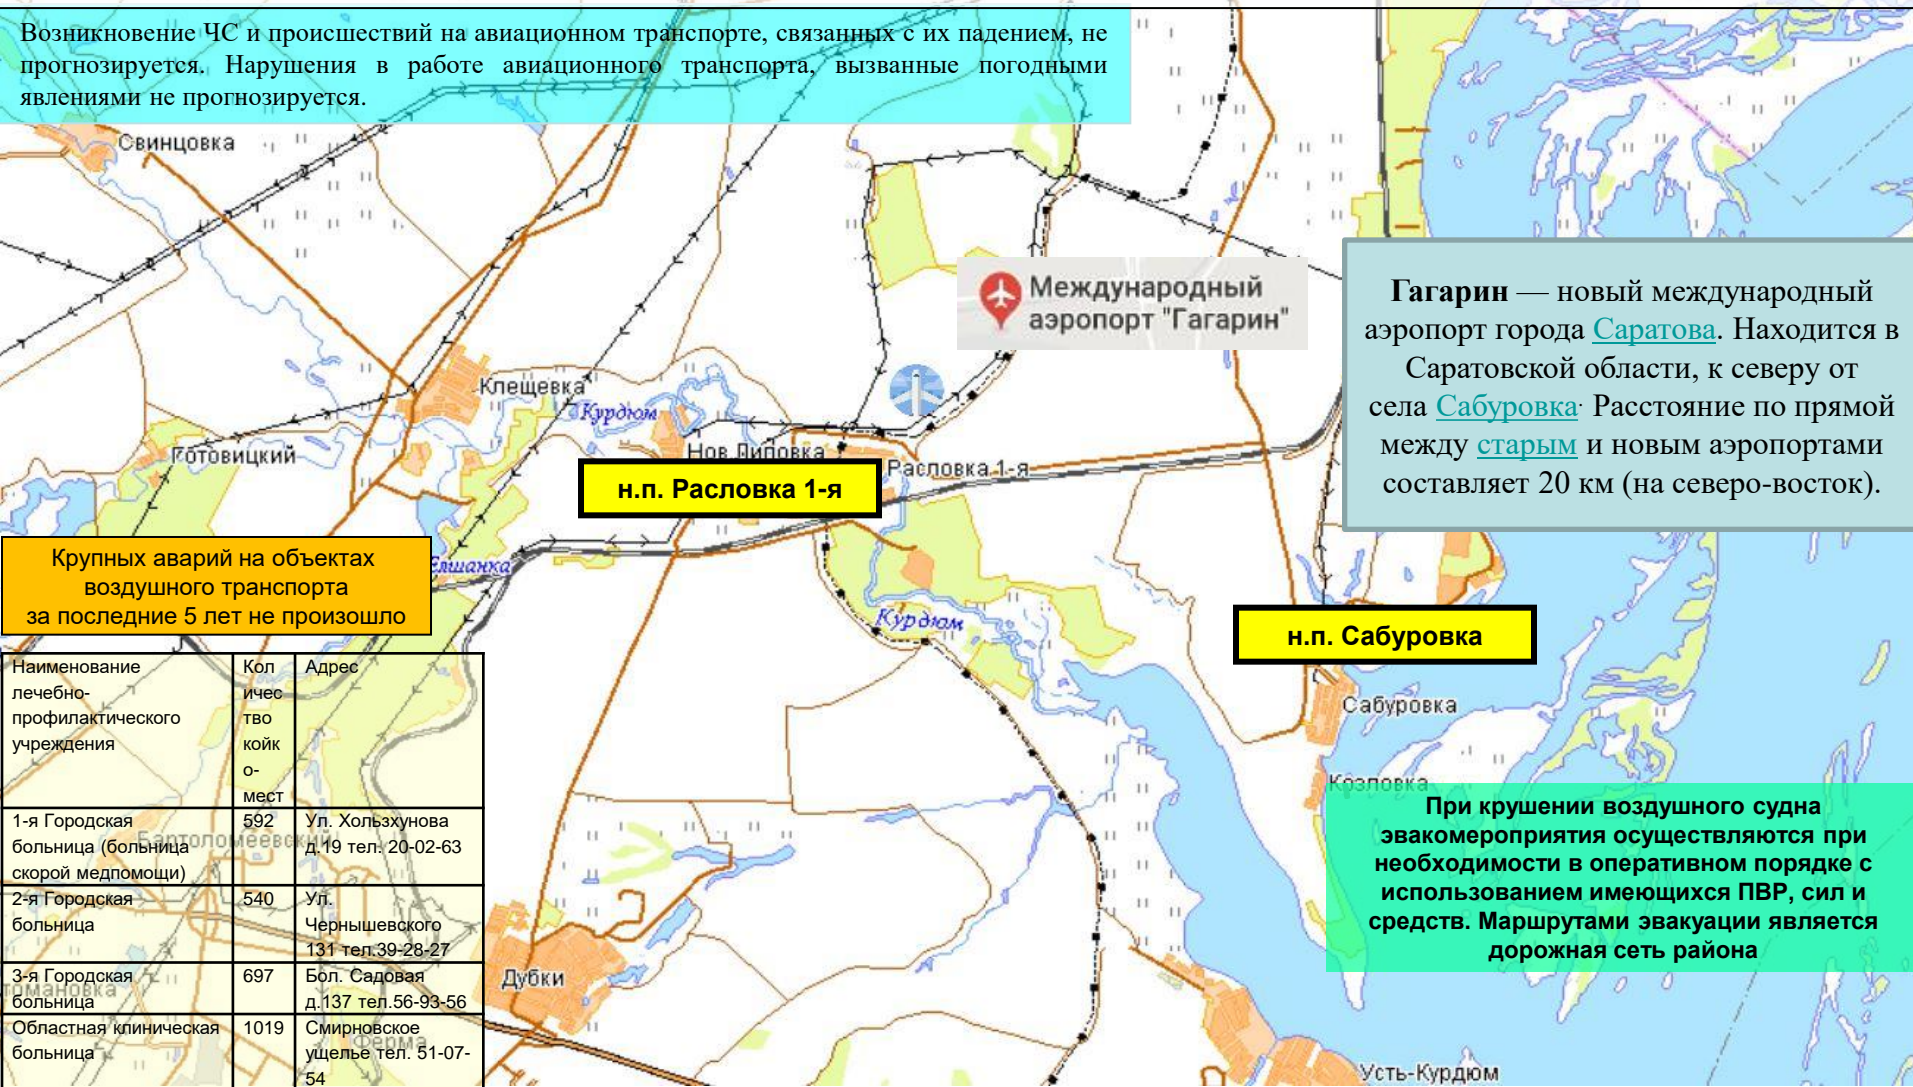 Возникновение ЧС и происшествий на авиационном транспорте, связанных с их падением, не
прогнозируется. Нарушения в работе авиационного транспорта, вызванные погодными
явлениями не прогнозируется.
Свинцовка
Международный
аэропорт "Гагарин"
Гагарин — новый международный
аэропорт города Саратова. Находится в
Саратовской области, к северу от
села Сабуровка. Расстояние по прямой
между старым и новым аэропортами
составляет 20 км (на северо-восток).
Клещевка
Курдюм
Готовицкий
Нов.Липовка
Расловка 1-я
н.п. Расловка 1-я
Крупных аварий на объектах
воздушного транспорта
за последние 5 лет не произошло
Елшанка
Курдюм
н.п. Сабуровка
Сабуровка
Козловка
При крушении воздушного судна
эвакомероприятия осуществляются при
необходимости в оперативном порядке с
использованием имеющихся ПВР, сил и
средств. Маршрутами эвакуации является
дорожная сеть района
Наименование
лечебно-
профилактического
учреждения
Кол
ичес
тво
койк
о-
мест
Адрес
1-я Городская
больница (больница
скорой медпомощи)
592
Ул. Хользхунова
д.19 тел. 20-02-63
Бартоломеевский
2-я Городская
больница
540
Ул.
Чернышевского
131 тел.39-28-27
3-я Городская
больница
697
Бол. Садовая
д.137 тел.56-93-56
Областная клиническая
больница
1019
Смирновское
ущелье тел. 51-07-
54
Ферма
Дубки
Усть-Курдюм